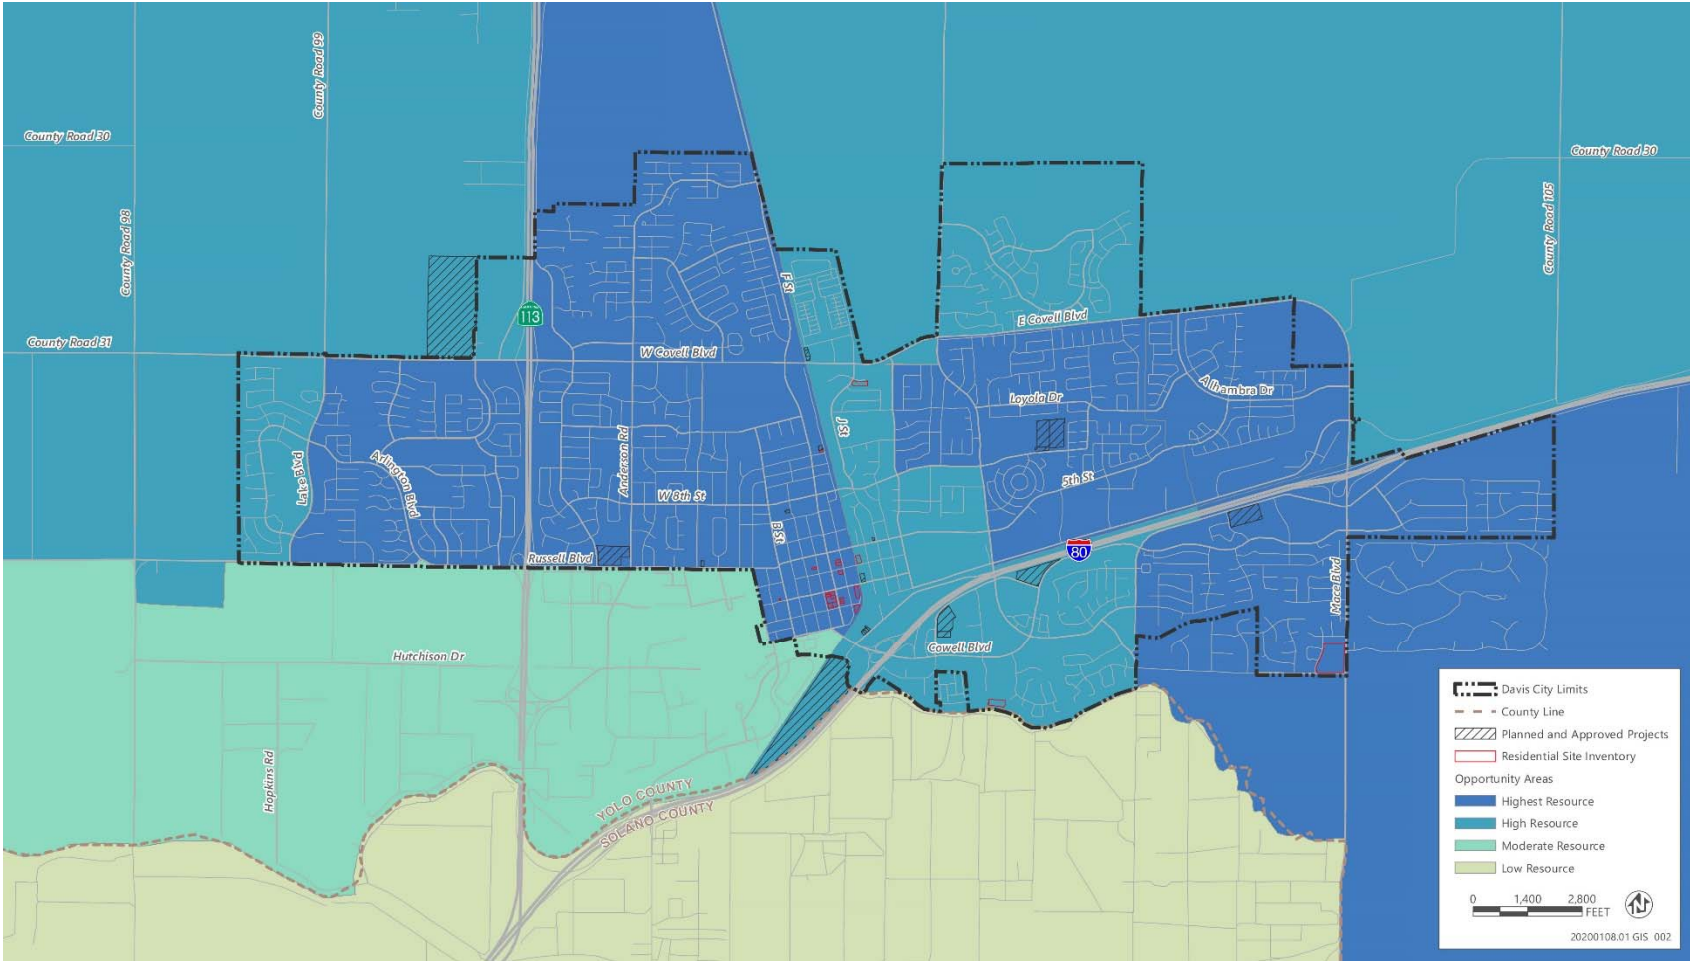 County Road 99
County Road 30
County Road 30
County Road 98
County Road 105
F St
113
E Covell Blvd
County Road 31
W Covell Blvd
Alhambra Dr
Loyola Dr
J St
Anderson Rd
Lake Blvd
Arlington Blvd
5th St
W 8th St
B St
Russell Blvd
80
Mace Blvd
Cowell Blvd
Hutchison Dr
Hopkins Rd
YOLO COUNTY
SOLANO COUNTY
Davis City Limits
County Line
Planned and Approved Projects
Residential Site Inventory
Opportunity Areas
Highest Resource
High Resource
Moderate Resource
Low Resource
0 1,400 2,800
FEET
N
20200108.01 GIS 002